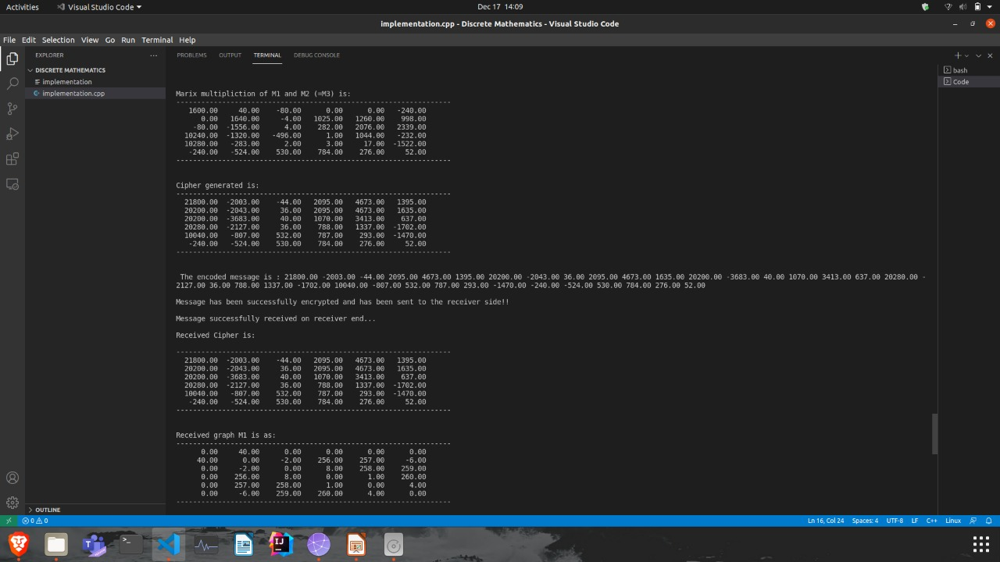 Activities Visual Studio Code Dec 17 14:09
implementation.cpp - Discrete Mathematics - Visual Studio Code
File Edit Selection View Go Run Terminal Help
EXPLORER ... PROBLEMS OUTPUT TERMINAL DEBUG CONSOLE
DISCRETE MATHEMATICS
implementation
implementation.cpp
OUTLINE
bash
Code
Marix multipliction of M1 and M2 (=M3) is:
------------------------------------------------------------------
1600.00 40.00 -80.00 0.00 0.00 -240.00
0.00 1640.00 -4.00 1025.00 1260.00 998.00
-80.00 -1556.00 4.00 282.00 2076.00 2339.00
10240.00 -1320.00 -496.00 1.00 1044.00 -232.00
10280.00 -283.00 2.00 3.00 17.00 -1522.00
-240.00 -524.00 530.00 784.00 276.00 52.00
------------------------------------------------------------------
Cipher generated is:
------------------------------------------------------------------
21800.00 -2003.00 -44.00 2095.00 4673.00 1395.00
20200.00 -2043.00 36.00 2095.00 4673.00 1635.00
20200.00 -3683.00 40.00 1070.00 3413.00 637.00
20280.00 -2127.00 36.00 788.00 1337.00 -1702.00
10040.00 -807.00 532.00 787.00 293.00 -1470.00
-240.00 -524.00 530.00 784.00 276.00 52.00
------------------------------------------------------------------
The encoded message is : 21800.00 -2003.00 -44.00 2095.00 4673.00 1395.00 20200.00 -2043.00 36.00 2095.00 4673.00 1635.00 20200.00 -3683.00 40.00 1070.00 3413.00 637.00 20280.00 -
2127.00 36.00 788.00 1337.00 -1702.00 10040.00 -807.00 532.00 787.00 293.00 -1470.00 -240.00 -524.00 530.00 784.00 276.00 52.00
Message has been successfully encrypted and has been sent to the receiver side!!
Message successfully received on receiver end...
Received Cipher is:
------------------------------------------------------------------
21800.00 -2003.00 -44.00 2095.00 4673.00 1395.00
20200.00 -2043.00 36.00 2095.00 4673.00 1635.00
20200.00 -3683.00 40.00 1070.00 3413.00 637.00
20280.00 -2127.00 36.00 788.00 1337.00 -1702.00
10040.00 -807.00 532.00 787.00 293.00 -1470.00
-240.00 -524.00 530.00 784.00 276.00 52.00
------------------------------------------------------------------
Received graph M1 is as:
------------------------------------------------------------------
0.00 40.00 0.00 0.00 0.00 0.00
40.00 0.00 -2.00 256.00 257.00 -6.00
0.00 -2.00 0.00 8.00 258.00 259.00
0.00 256.00 8.00 0.00 1.00 260.00
0.00 257.00 258.00 1.00 0.00 4.00
0.00 -6.00 259.00 260.00 4.00 0.00
------------------------------------------------------------------
0 0 Ln 16, Col 24 Spaces: 4 UTF-8 LF C++ Linux